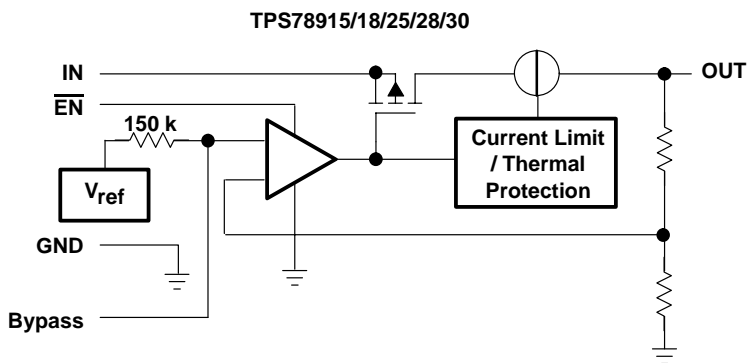 TPS78915/18/25/28/30
IN
OUT
EN
150 k
Current Limit
/ Thermal
Protection
Vref
GND
Bypass